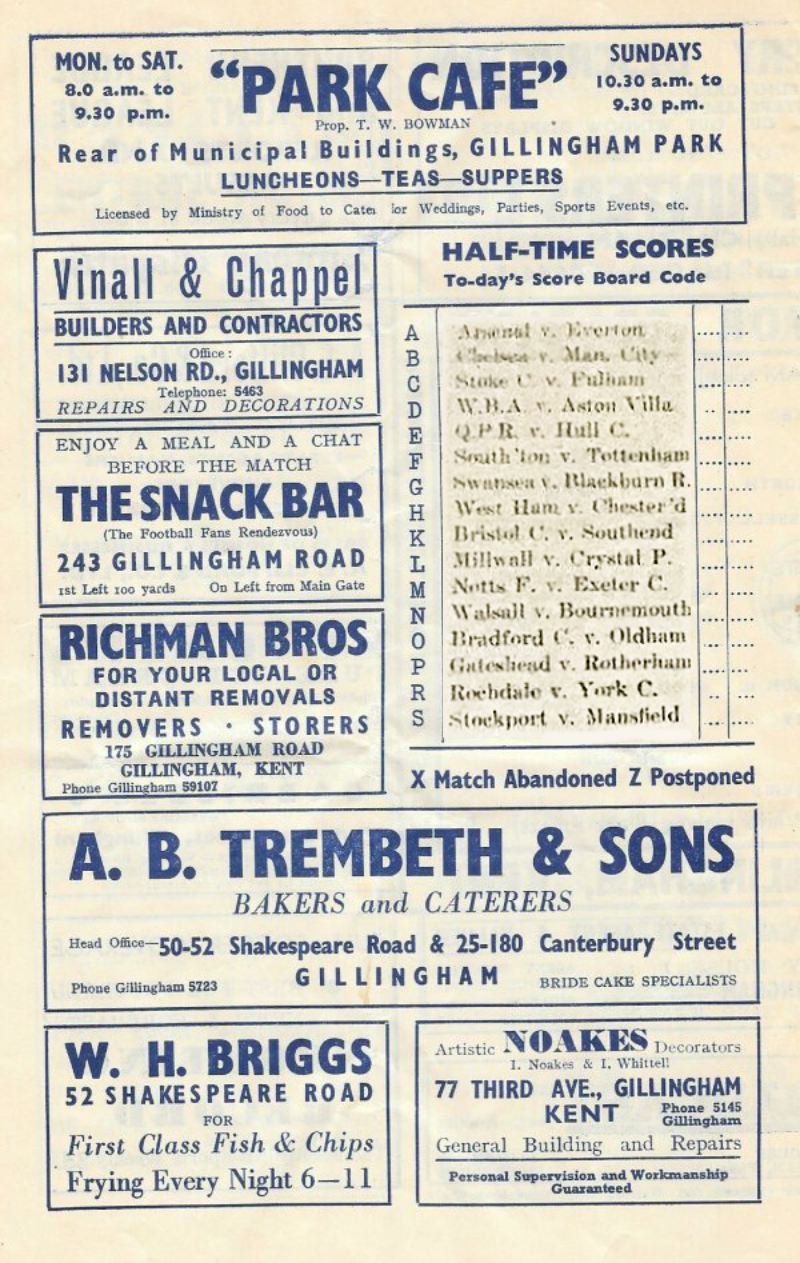 MON. to SAT.
8.0 a.m. to
9.30 p.m.
"PARK CAFE"
Prop. T. W. BOWMAN
SUNDAYS
10.30 a.m. to
9.30 p.m.
Rear of Municipal Buildings, GILLINGHAM PARK
LUNCHEONS—TEAS—SUPPERS
Licensed by Ministry of Food to Cater for Weddings, Parties, Sports Events, etc.
Vinall & Chappel
BUILDERS AND CONTRACTORS
Office:
131 NELSON RD., GILLINGHAM
Telephone: 5463
REPAIRS AND DECORATIONS
ENJOY A MEAL AND A CHAT
BEFORE THE MATCH
THE SNACK BAR
(The Football Fans Rendezvous)
243 GILLINGHAM ROAD
1st Left 100 yards On Left from Main Gate
RICHMAN BROS
FOR YOUR LOCAL OR
DISTANT REMOVALS
REMOVERS · STORERS
175 GILLINGHAM ROAD
GILLINGHAM, KENT
Phone Gillingham 59107
HALF-TIME SCORES
To-day's Score Board Code
A Arsenal v. Everton
B Chelsea v. Man. City
C Stoke C. v. Fulham
D W.B.A v. Aston Villa
E Q.P.R. v. Hull C.
F South'ton v. Tottenham
G Swansea v. Blackburn R.
H West Ham v. Chester'd
K Bristol C. v. Southend
L Millwall v. Crystal P.
M Notts F. v. Exeter C.
N Walsall v. Bournemouth
O Bradford C. v. Oldham
P Gateshead v. Rotherham
R Rochdale v. York C.
S Stockport v. Mansfield
X Match Abandoned Z Postponed
A. B. TREMBETH & SONS
BAKERS and CATERERS
Head Office—50-52 Shakespeare Road & 25-180 Canterbury Street
Phone Gillingham 5723 GILLINGHAM BRIDE CAKE SPECIALISTS
W. H. BRIGGS
52 SHAKESPEARE ROAD
FOR
First Class Fish & Chips
Frying Every Night 6—11
Artistic NOAKES Decorators
I. Noakes & I. Whittell
77 THIRD AVE., GILLINGHAM
KENT Phone 5145
Gillingham
General Building and Repairs
Personal Supervision and Workmanship
Guaranteed